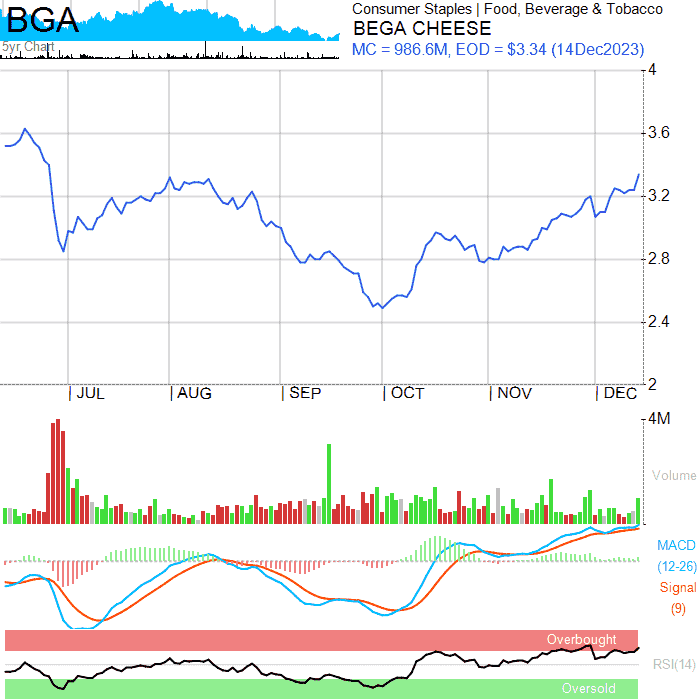 BGA
5yr Chart
Consumer Staples | Food, Beverage & Tobacco
BEGA CHEESE
MC = 986.6M, EOD = $3.34 (14Dec2023)
4
3.6
3.2
2.8
2.4
2
JUL AUG SEP OCT NOV DEC
4M
Volume
MACD
(12-26)
Signal
(9)
Overbought
RSI(14)
Oversold